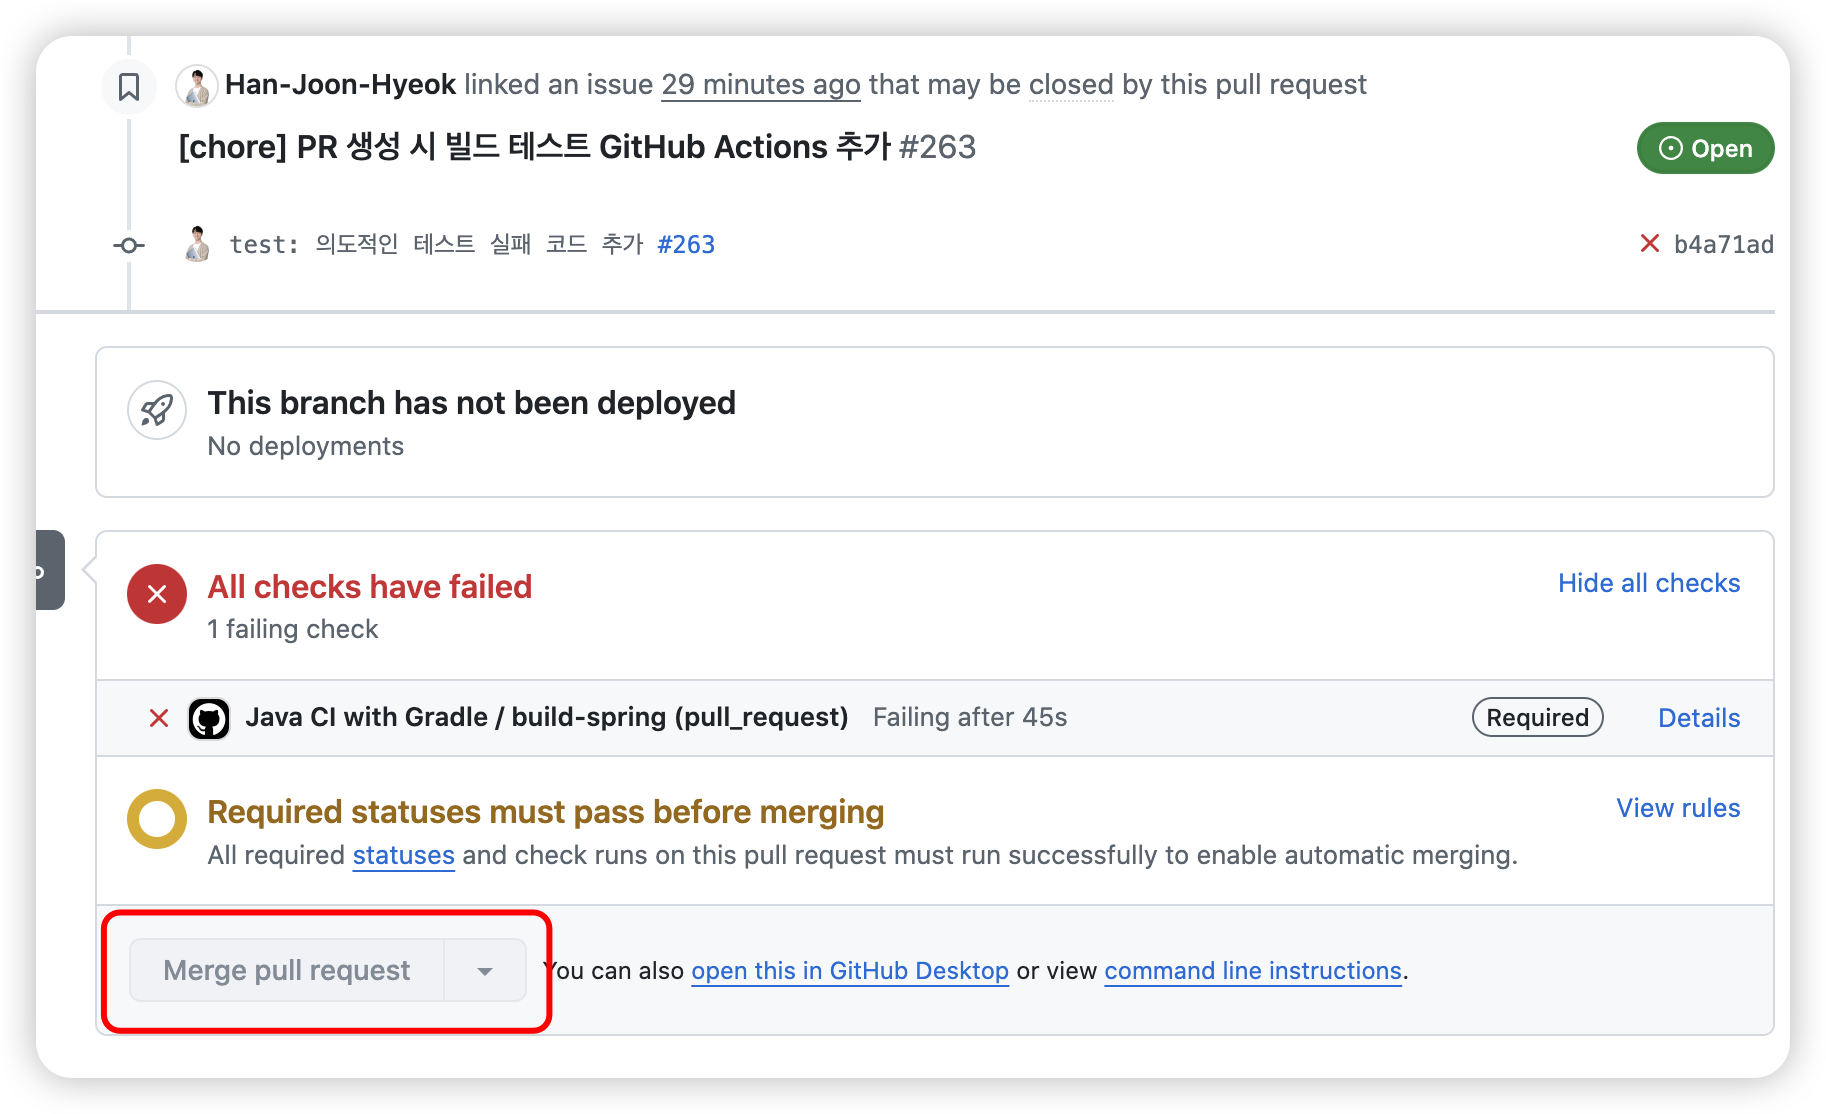 Han-Joon-Hyeok linked an issue 29 minutes ago that may be closed by this pull request
[chore] PR 생성 시 빌드 테스트 GitHub Actions 추가 #263
Open
test: 의도적인 테스트 실패 코드 추가 #263
b4a71ad
This branch has not been deployed
No deployments
All checks have failed
Hide all checks
1 failing check
Java CI with Gradle / build-spring (pull_request) Failing after 45s
Required
Details
Required statuses must pass before merging
View rules
All required statuses and check runs on this pull request must run successfully to enable automatic merging.
Merge pull request
You can also open this in GitHub Desktop or view command line instructions.